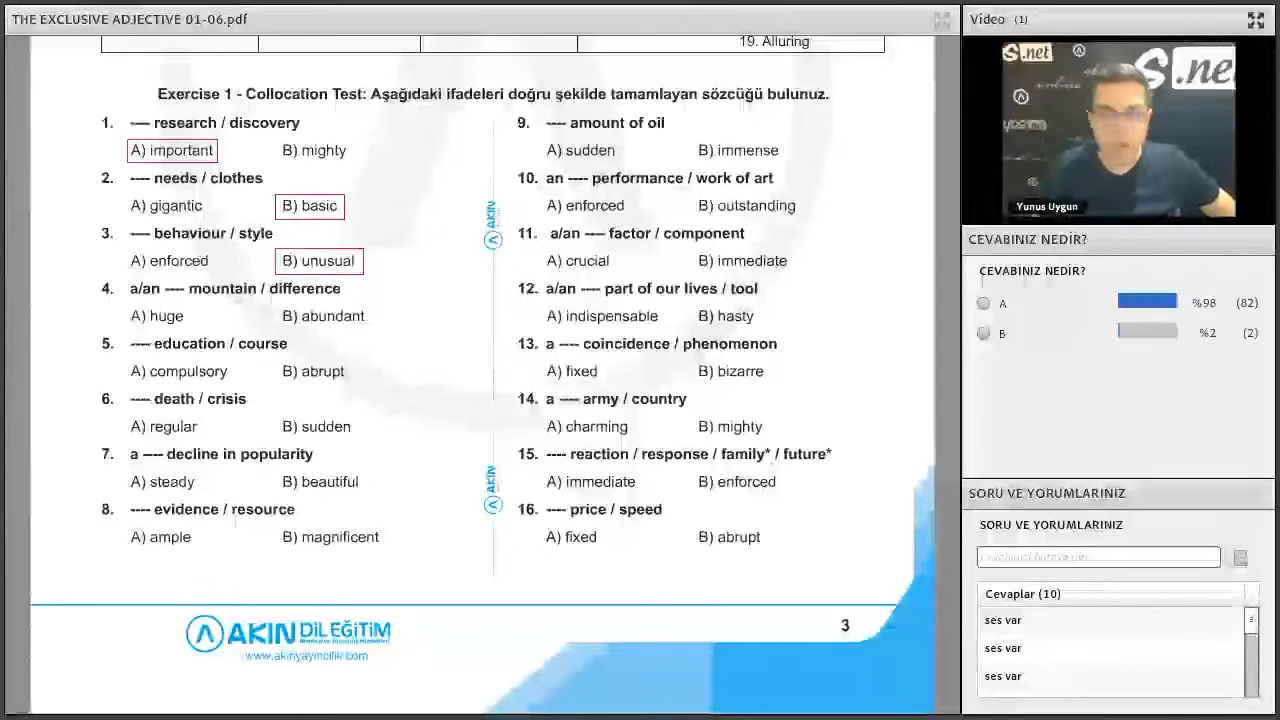 THE EXCLUSIVE ADJECTIVE 01-06.pdf
19. Alluring
Exercise 1 - Collocation Test: Aşağıdaki ifadeleri doğru şekilde tamamlayan sözcüğü bulunuz.
1. ---- research / discovery
A) important B) mighty
2. ---- needs / clothes
A) gigantic B) basic
3. ---- behaviour / style
A) enforced B) unusual
4. a/an ---- mountain / difference
A) huge B) abundant
5. ---- education / course
A) compulsory B) abrupt
6. ---- death / crisis
A) regular B) sudden
7. a ---- decline in popularity
A) steady B) beautiful
8. ---- evidence / resource
A) ample B) magnificent
AKIN
AKIN
9. ---- amount of oil
A) sudden B) immense
10. an ---- performance / work of art
A) enforced B) outstanding
11. a/an ---- factor / component
A) crucial B) immediate
12. a/an ---- part of our lives / tool
A) indispensable B) hasty
13. a ---- coincidence / phenomenon
A) fixed B) bizarre
14. a ---- army / country
A) charming B) mighty
15. ---- reaction / response / family* / future*
A) immediate B) enforced
16. ---- price / speed
A) fixed B) abrupt
AKIN DİL EĞİTİM
www.akinyayincilik.com
3
Video (1)
S.net
S.net
Yunus Uygun
CEVABINIZ NEDİR?
CEVABINIZ NEDİR?
A %98 (82)
B %2 (2)
SORU VE YORUMLARINIZ
SORU VE YORUMLARINIZ
Cevaplar (10)
ses var
ses var
ses var